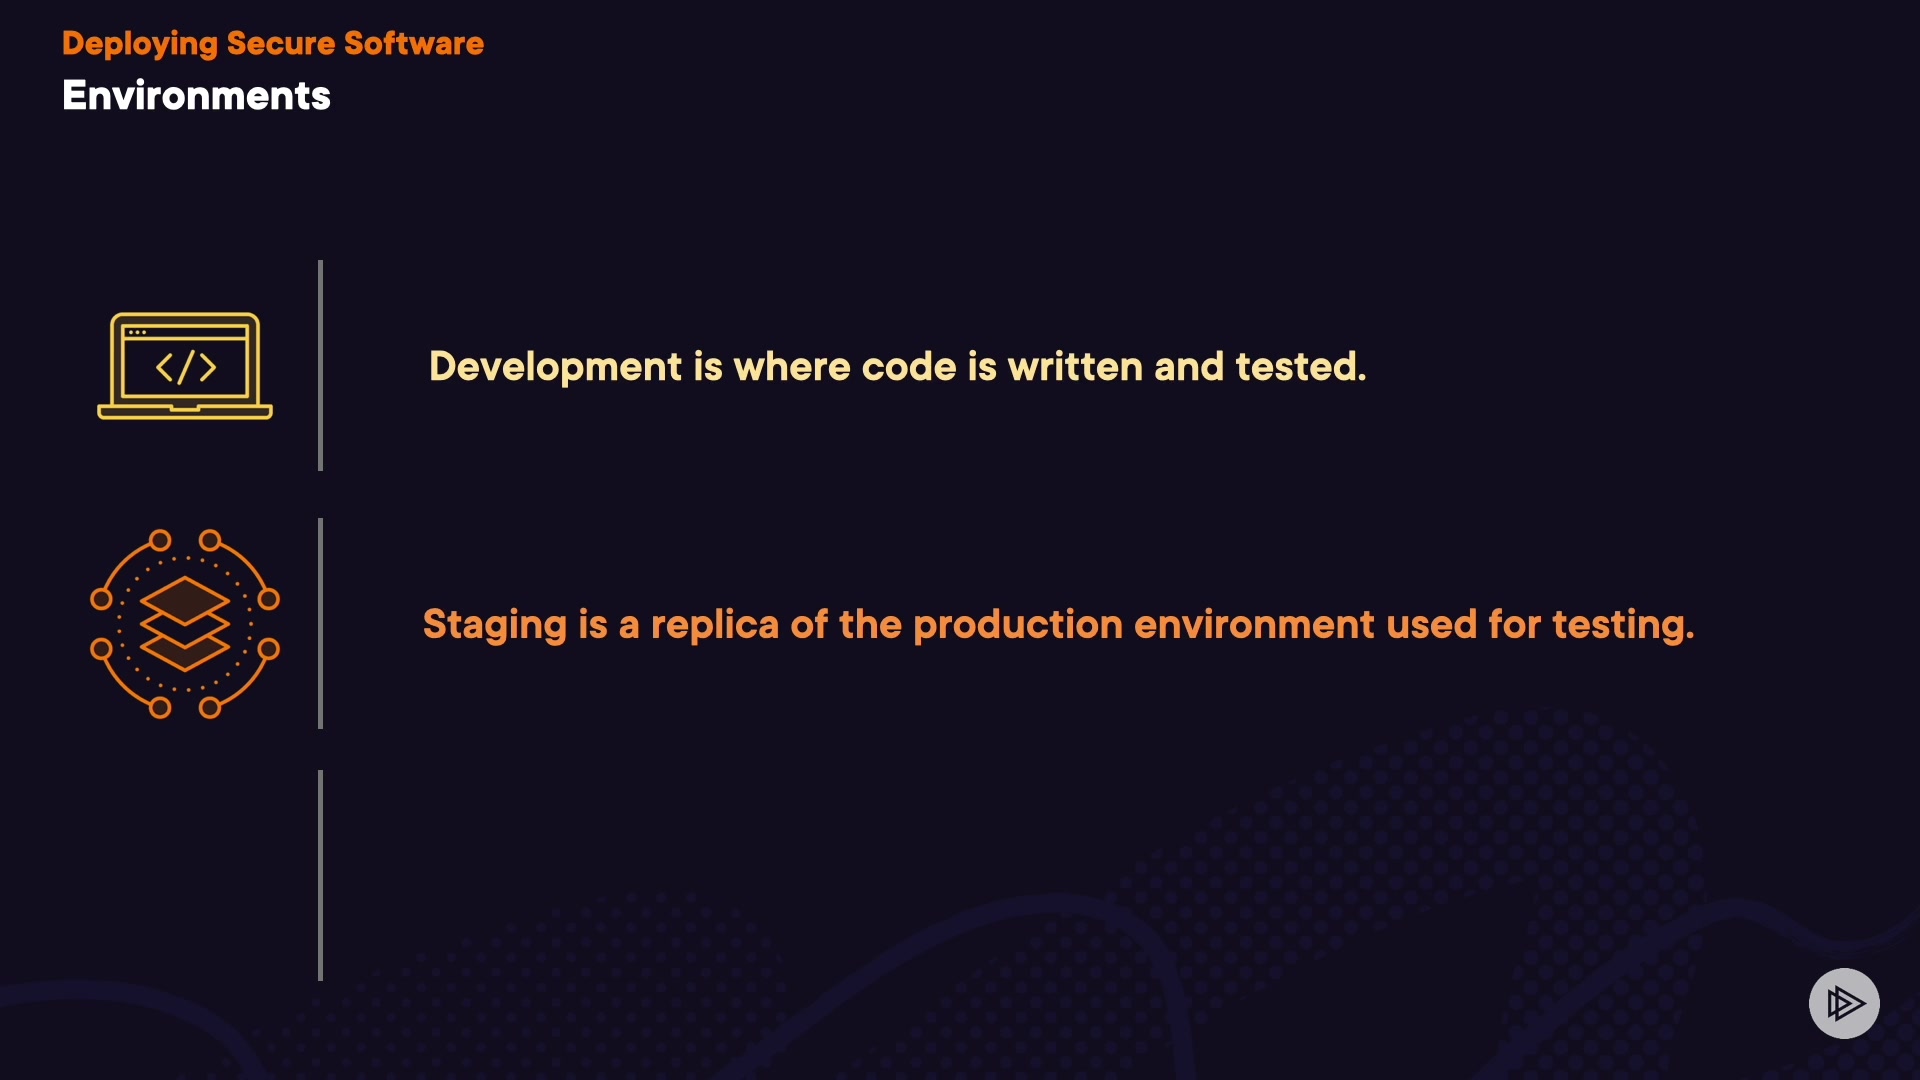 Deploying Secure Software
Environments
Development is where code is written and tested.
Staging is a replica of the production environment used for testing.